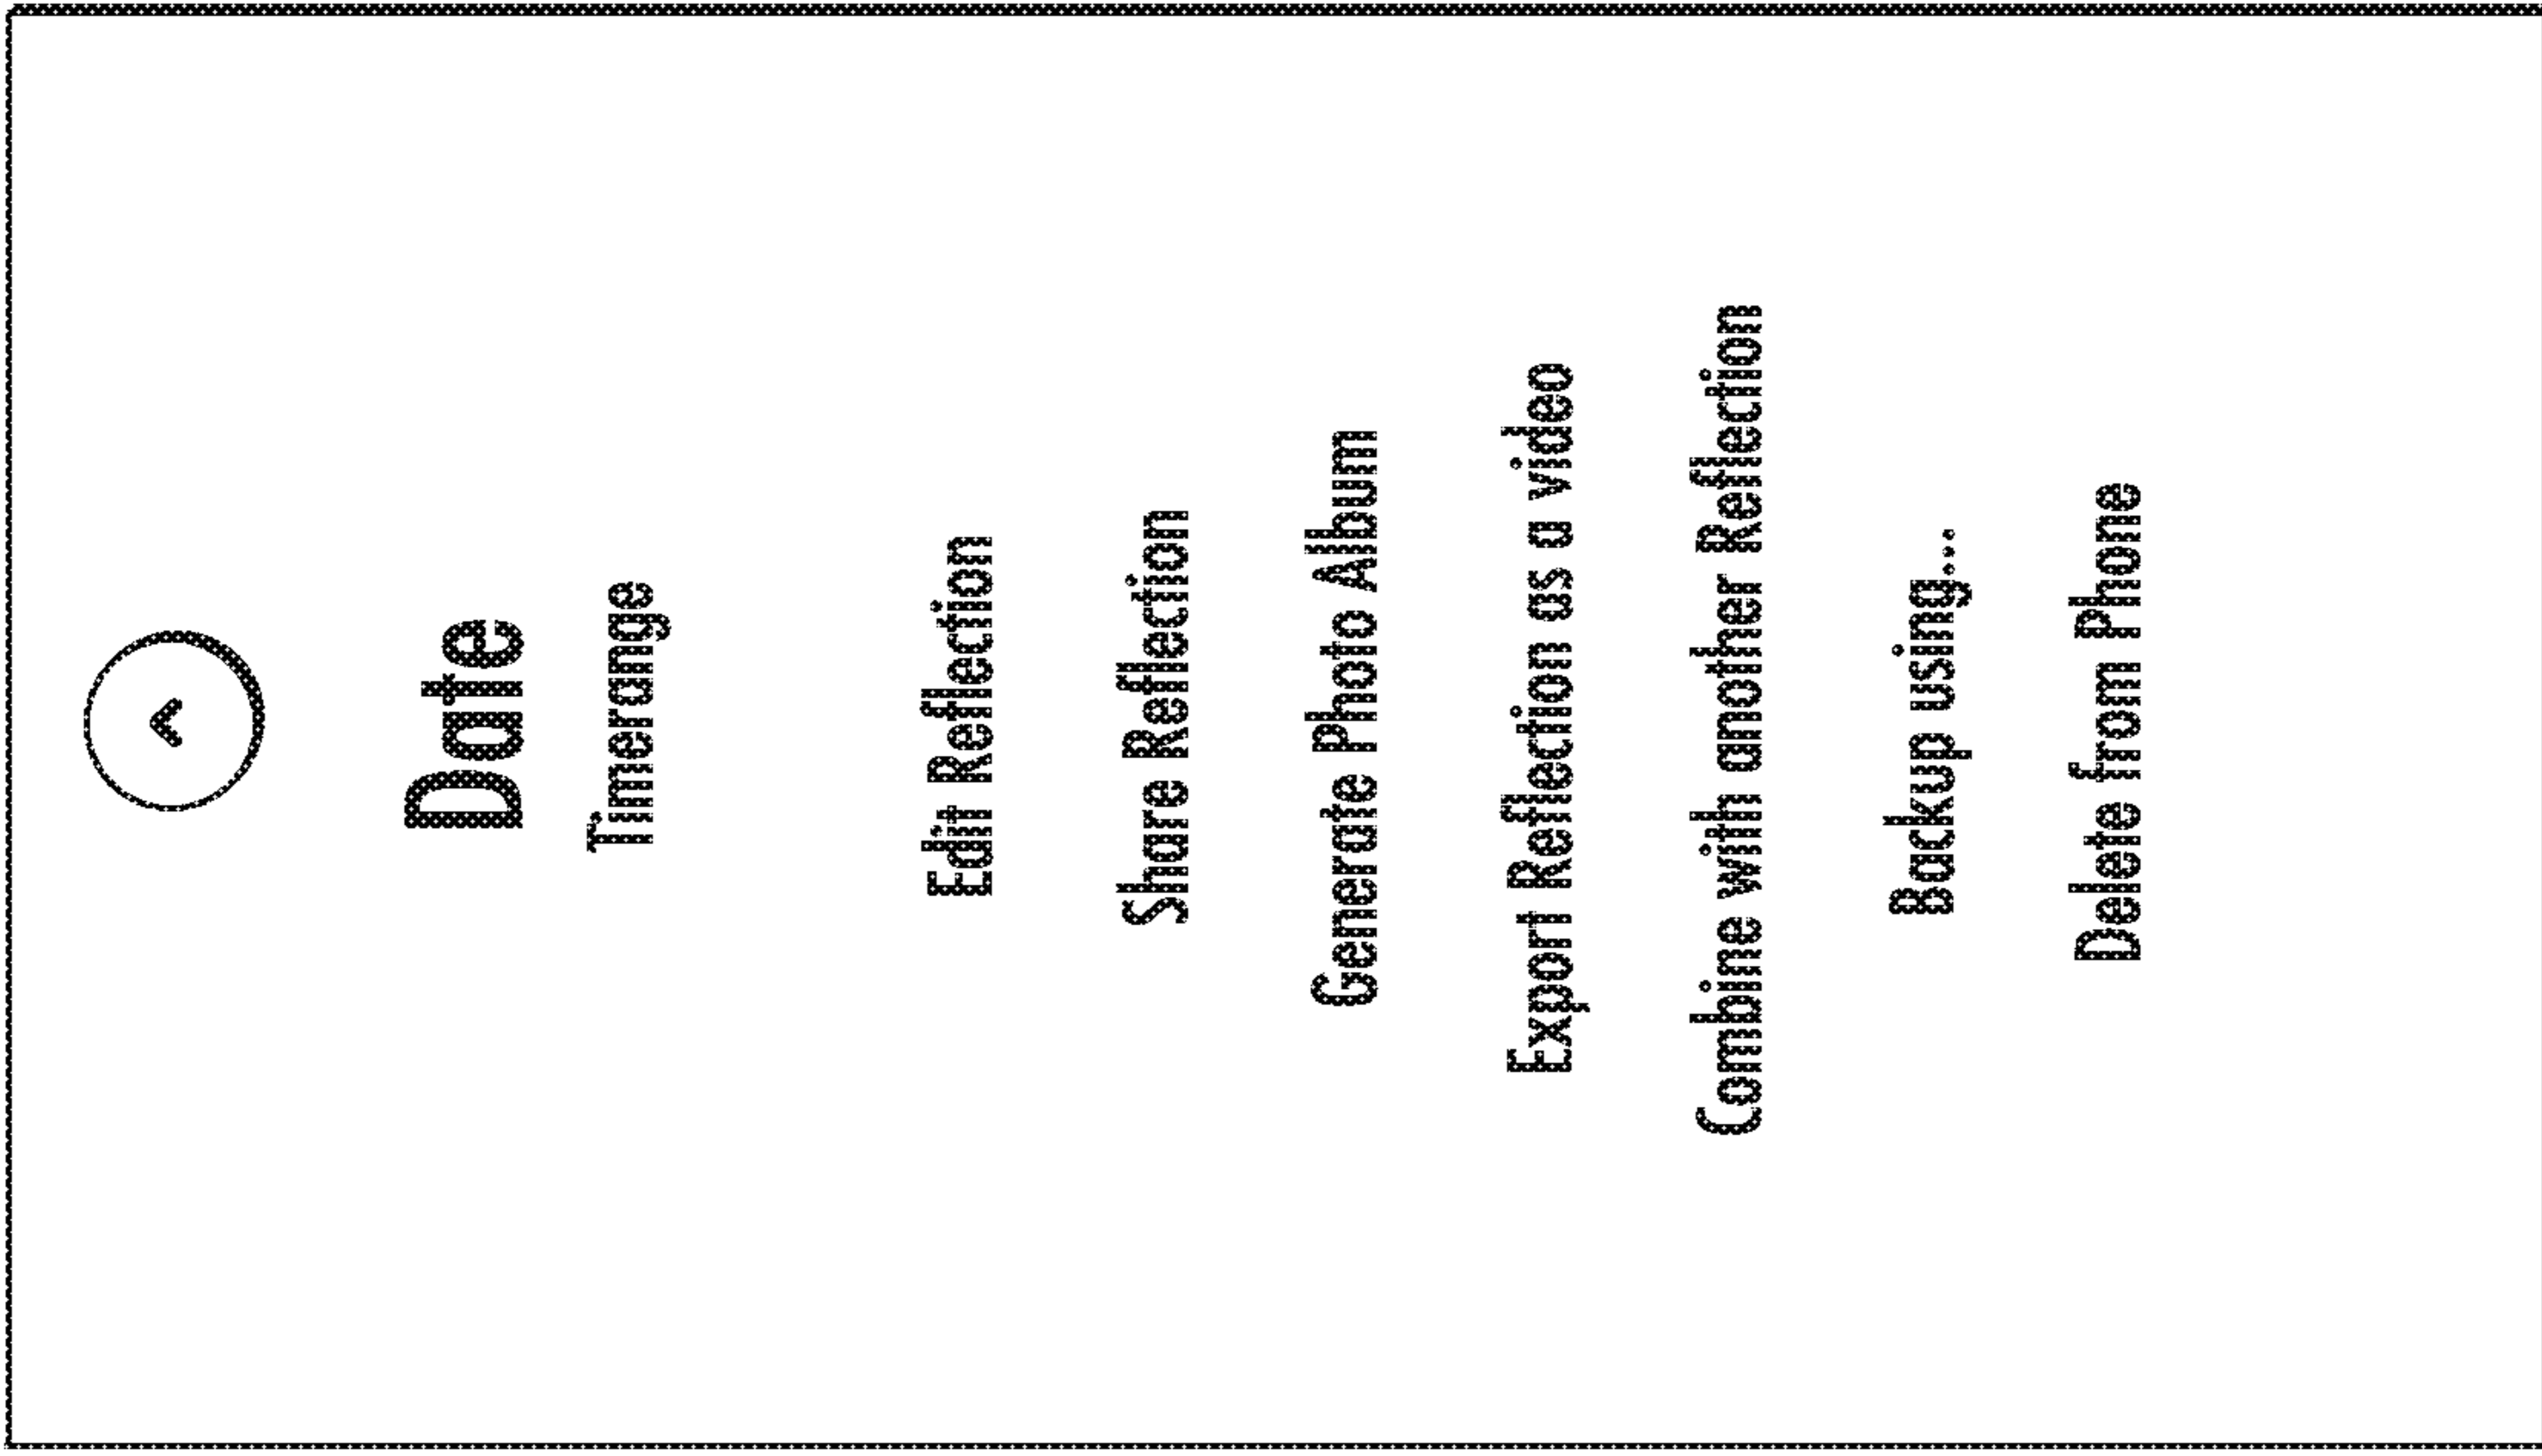 Date
Timerange
Edit Reflection
Share Reflection
Generate Photo Album
Export Reflection as a video
Combine with another Reflection
Backup using...
Delete from Phone